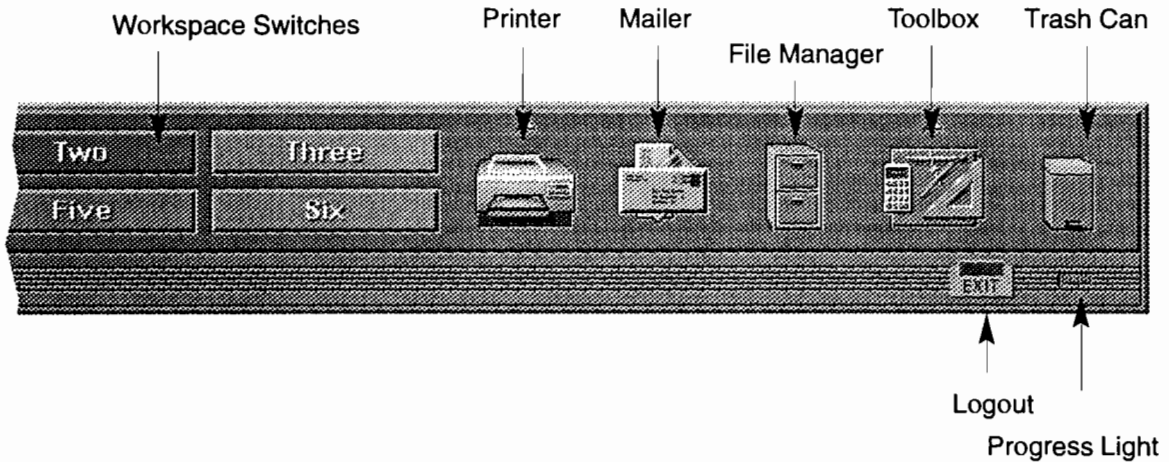 Workspace Switches
Printer
Mailer
File Manager
Toolbox
Trash Can
Two
Three
Five
Six
EXIT
Logout
Progress Light